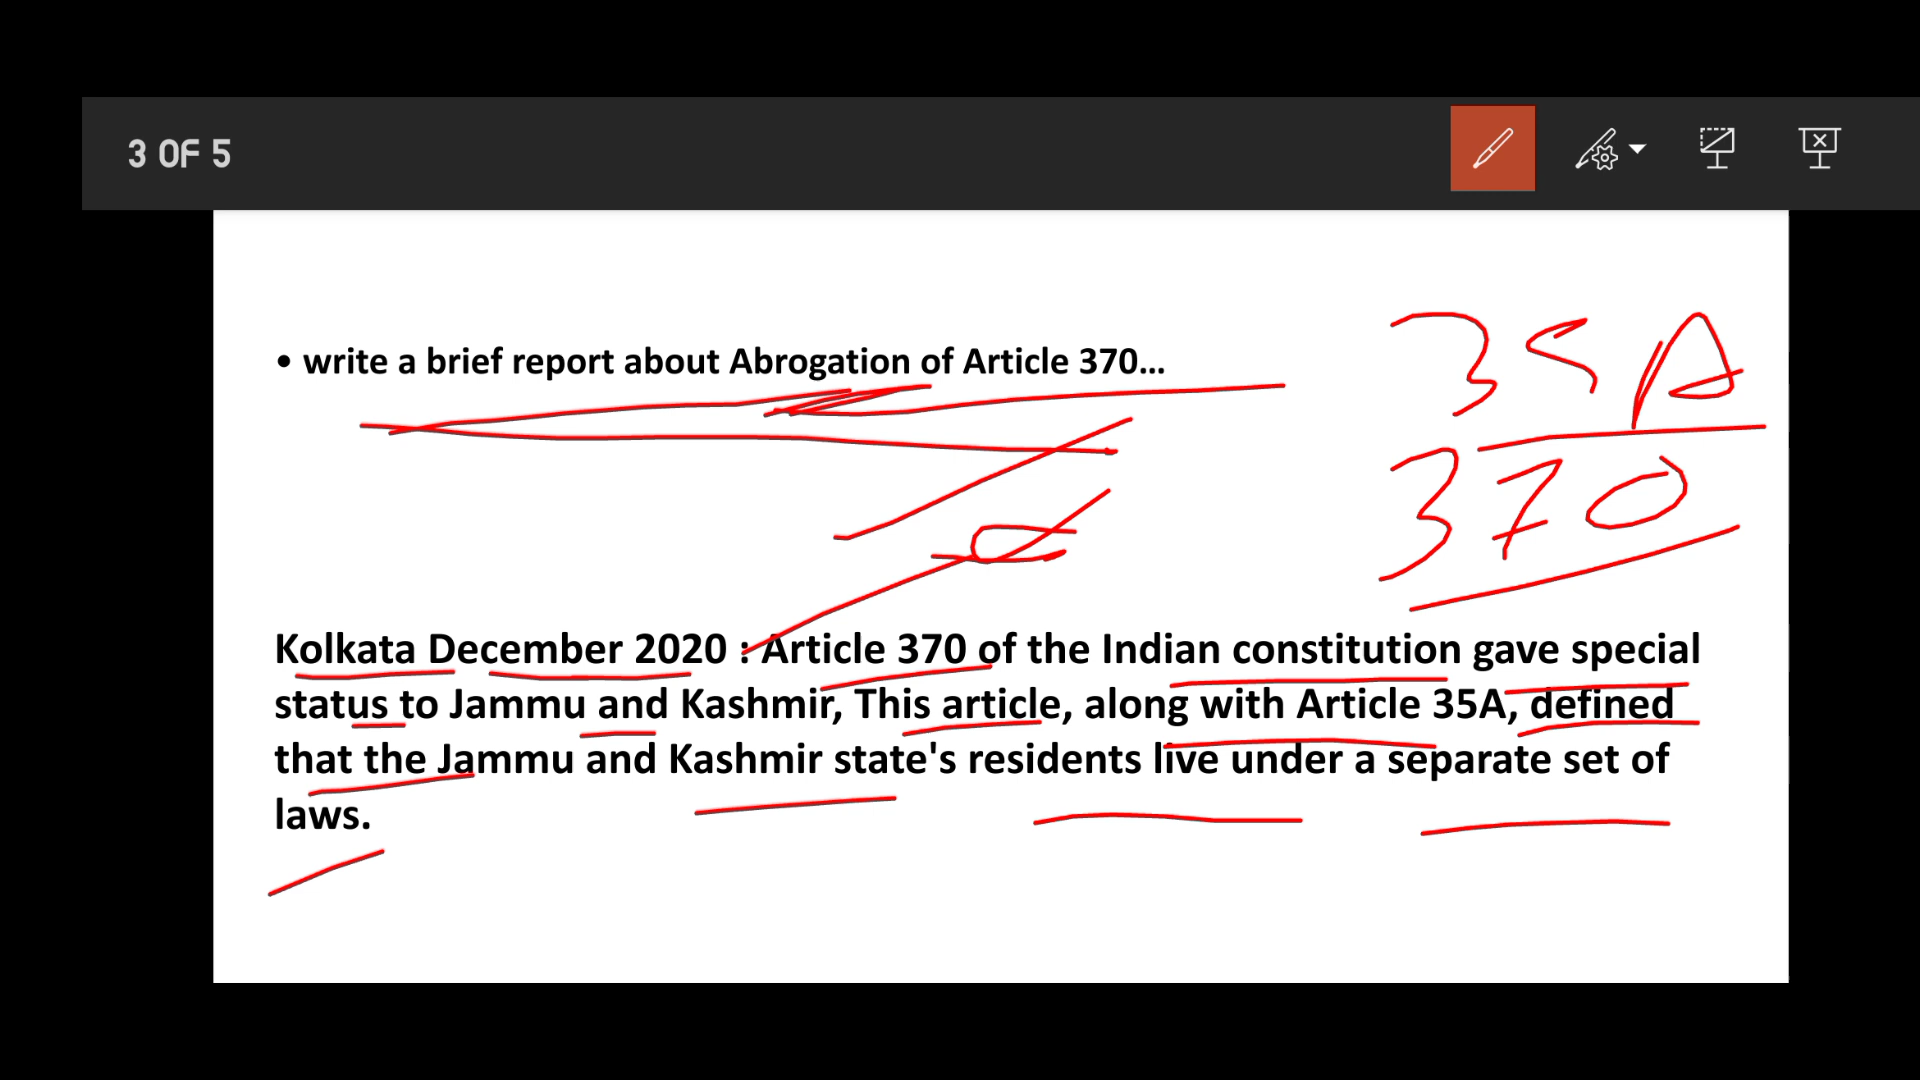 3 OF 5
• write a brief report about Abrogation of Article 370...
35A
370
Kolkata December 2020 : Article 370 of the Indian constitution gave special
status to Jammu and Kashmir, This article, along with Article 35A, defined
that the Jammu and Kashmir state's residents live under a separate set of
laws.